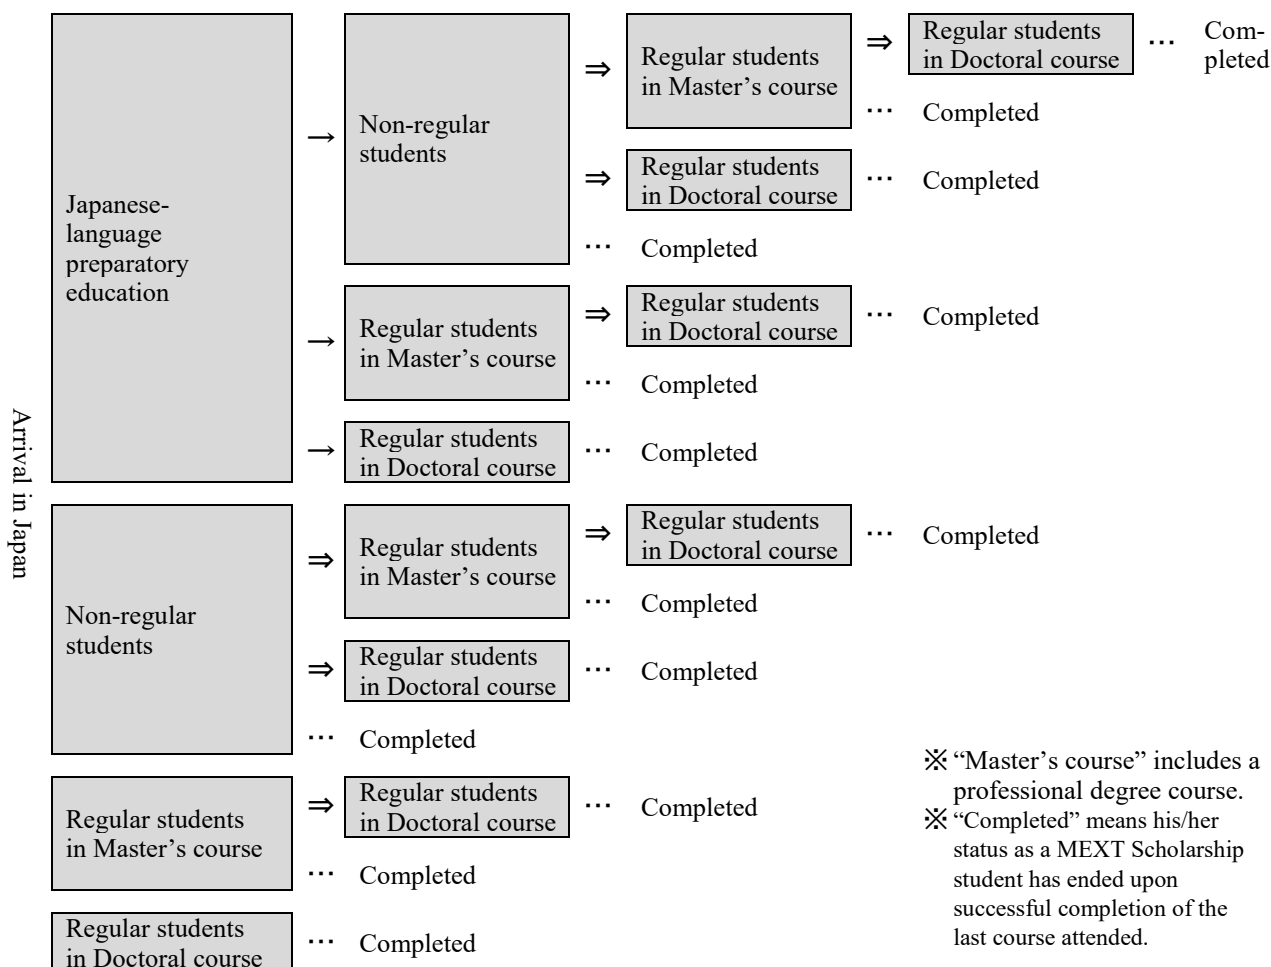 Arrival in Japan
Japanese-
language
preparatory
education
→
Non-regular
students
⇒
Regular students
in Master’s course
⇒
Regular students
in Doctoral course
…
Com-
pleted
…
Completed
⇒
Regular students
in Doctoral course
…
Completed
…
Completed
→
Regular students
in Master’s course
⇒
Regular students
in Doctoral course
…
Completed
…
Completed
→
Regular students
in Doctoral course
…
Completed
Non-regular
students
⇒
Regular students
in Master’s course
⇒
Regular students
in Doctoral course
…
Completed
…
Completed
⇒
Regular students
in Doctoral course
…
Completed
…
Completed
Regular students
in Master’s course
⇒
Regular students
in Doctoral course
…
Completed
…
Completed
Regular students
in Doctoral course
…
Completed
※ “Master’s course” includes a
professional degree course.
※ “Completed” means his/her
status as a MEXT Scholarship
student has ended upon
successful completion of the
last course attended.